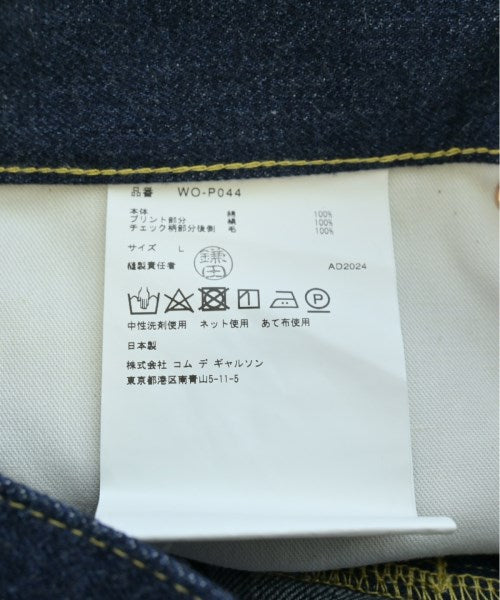 品番 WO-P044
本体 綿 100%
プリント部分 絹 100%
チェック柄部分後側 毛 100%
サイズ L
縫製責任者 鎌田 AD2024
中性洗剤使用 ネット使用 あて布使用
日本製
株式会社 コム デ ギャルソン
東京都港区南青山5-11-5